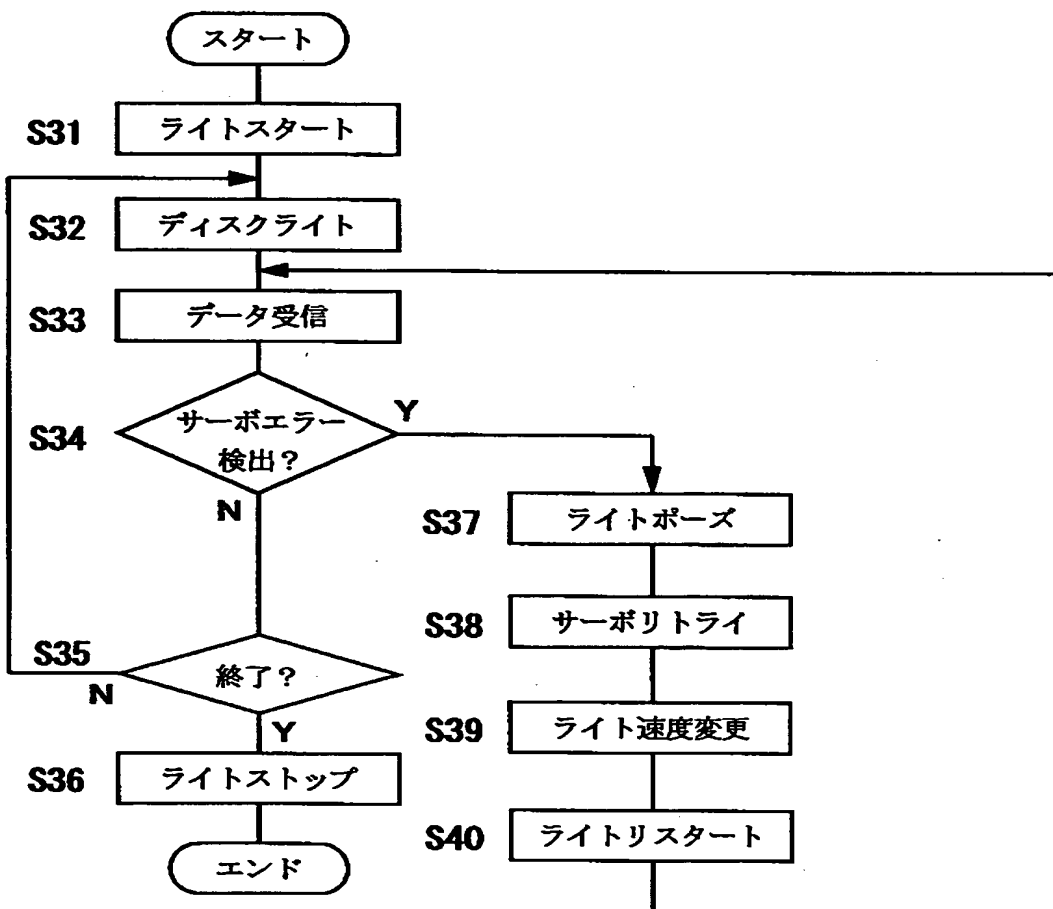 スタート
S31
ライトスタート
S32
ディスクライト
S33
データ受信
S34
サーボエラー
検出?
Y
N
S35
終了?
N
Y
S36
ライトストップ
エンド
S37
ライトポーズ
S38
サーボリトライ
S39
ライト速度変更
S40
ライトリスタート